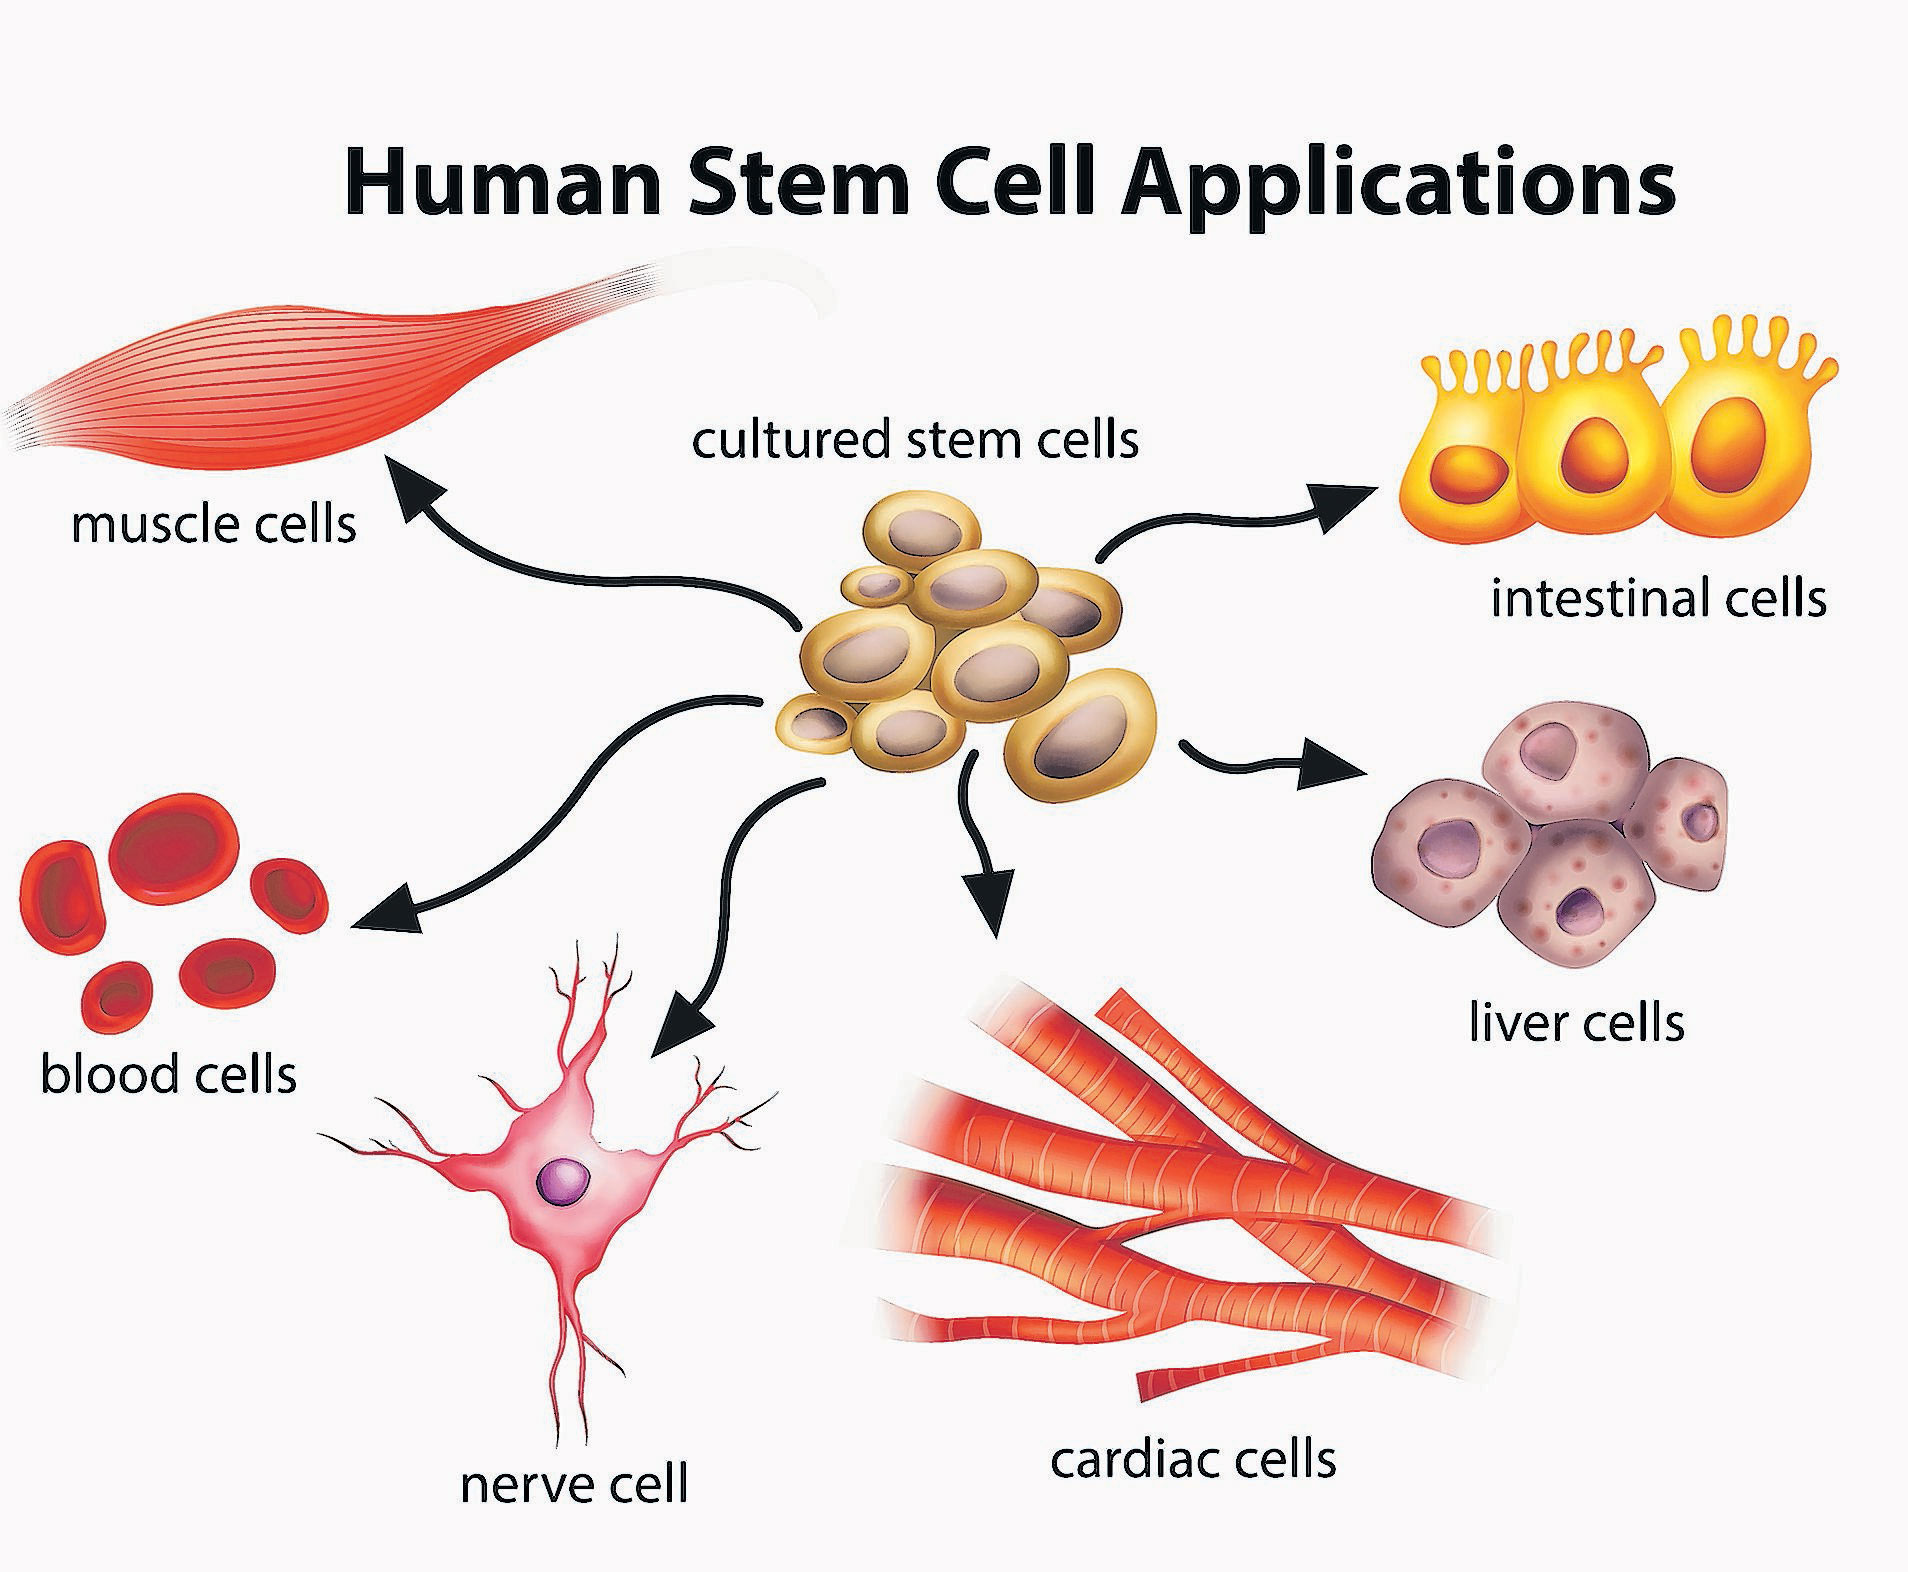 Human Stem Cell Applications
cultured stem cells
muscle cells
intestinal cells
liver cells
blood cells
cardiac cells
nerve cell